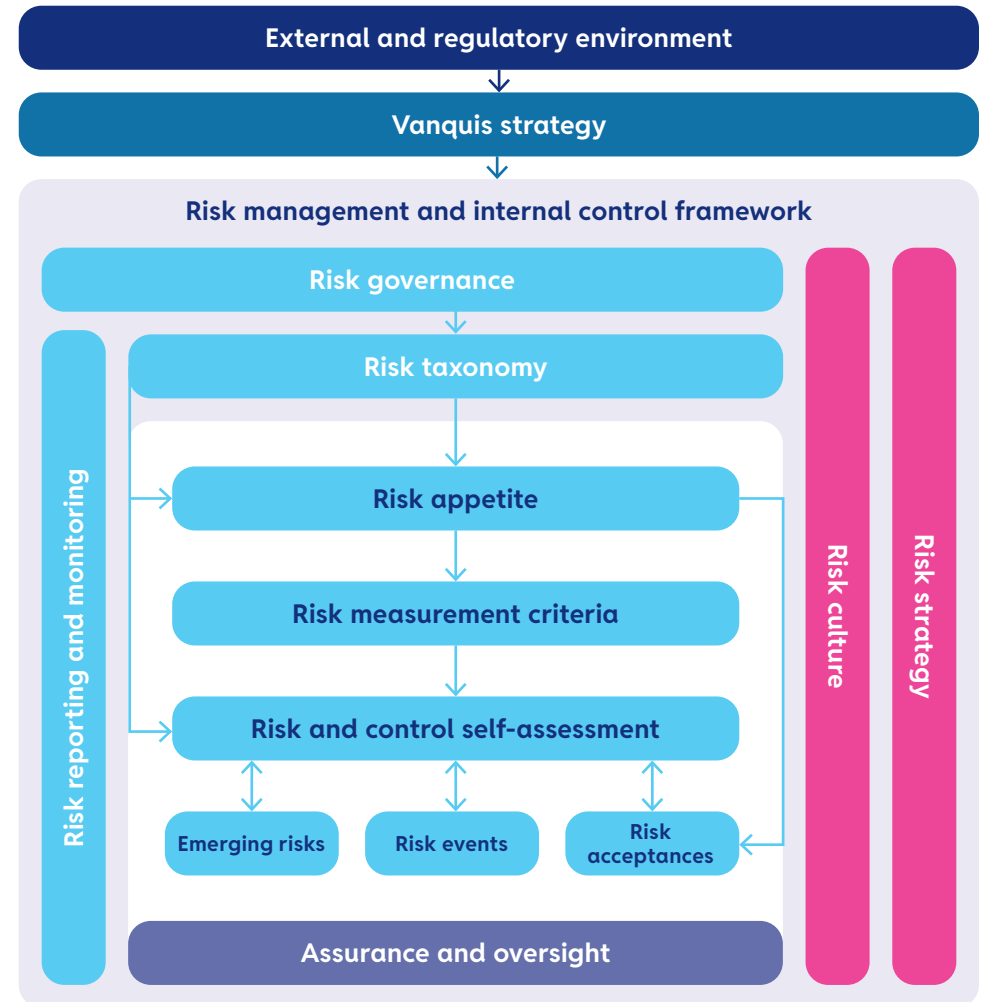 External and regulatory environment
Vanquis strategy
Risk management and internal control framework
Risk governance
Risk taxonomy
Risk reporting and monitoring
Risk appetite
Risk measurement criteria
Risk and control self-assessment
Emerging risks
Risk events
Risk
acceptances
Assurance and oversight
Risk culture
Risk strategy